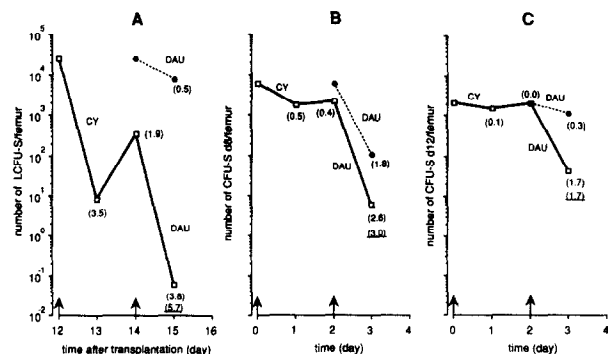 A
B
C
number of LCFU-S/femur
10⁵
10⁴
10³
10²
10¹
10⁰
10⁻¹
10²
DAU
(0.5)
CY
(1.9)
(3.5)
DAU
(3.8)
(5.7)
12 13 14 15 16
time after transplantation (day)
number of CFU-S d8/femur
CY
(0.5)
(0.4)
DAU
(1.8)
DAU
(2.6)
(3.0)
0 1 2 3 4
time (day)
number of CFU-S d12/femur
CY
(0.1)
(0.0)
DAU
(0.3)
DAU
(1.7)
(1.7)
0 1 2 3 4
time (day)